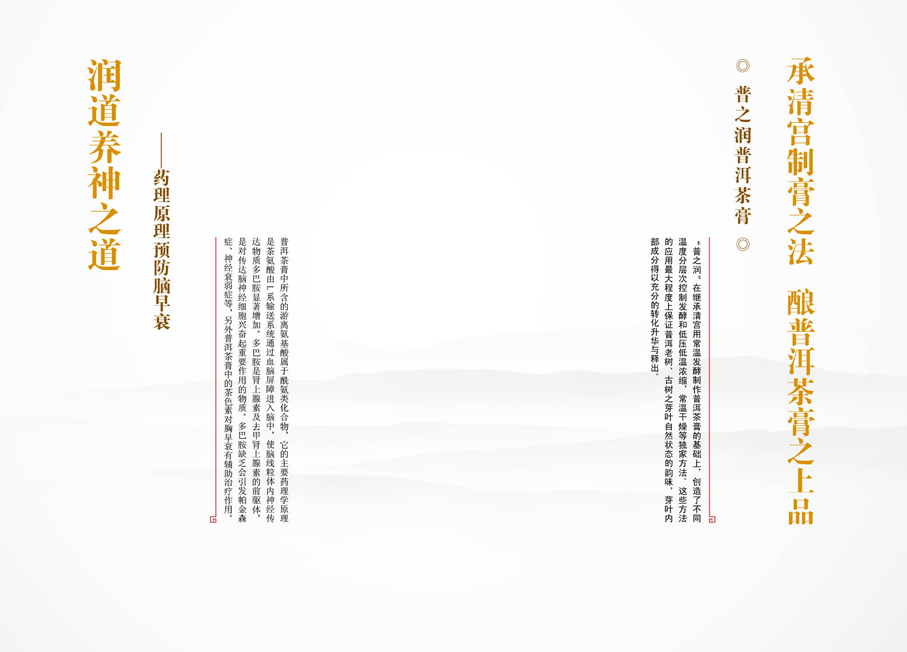 承清宫制膏之法 酿普洱茶膏之上品
◎ 普之润普洱茶膏 ◎
“普之润”在继承清宫用常温发酵制作普洱茶膏的基础上，创造了不同
温度分层次控制发酵和低压低温浓缩，常温干燥等独家方法。这些方法
的应用最大程度上保证普洱老树、古树之芽叶自然状态的韵味，芽叶内
部成分得以充分的转化升华与释出。
润道养神之道
——药理原理 预防脑早衰
普洱茶膏中所含的游离氨基酸属于酰氨类化合物，它的主要药理学原理
是茶氨酸由L系输送系统通过血脑屏障进入脑中，使脑线粒体内神经传
达物质多巴胺显著增加。多巴胺是肾上腺素及去甲肾上腺素的前驱体，
是对传达脑神经细胞兴奋起重要作用的物质。多巴胺缺乏会引发帕金森
症、神经衰弱症等，另外普洱茶膏中的茶色素对胸早衰有辅助治疗作用。